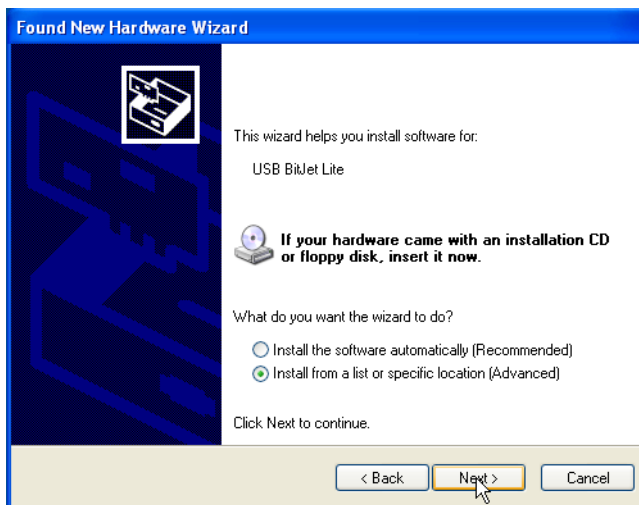 Found New Hardware Wizard
This wizard helps you install software for:
USB BitJet Lite
If your hardware came with an installation CD
or floppy disk, insert it now.
What do you want the wizard to do?
Install the software automatically (Recommended)
Install from a list or specific location (Advanced)
Click Next to continue.
< Back
Next >
Cancel